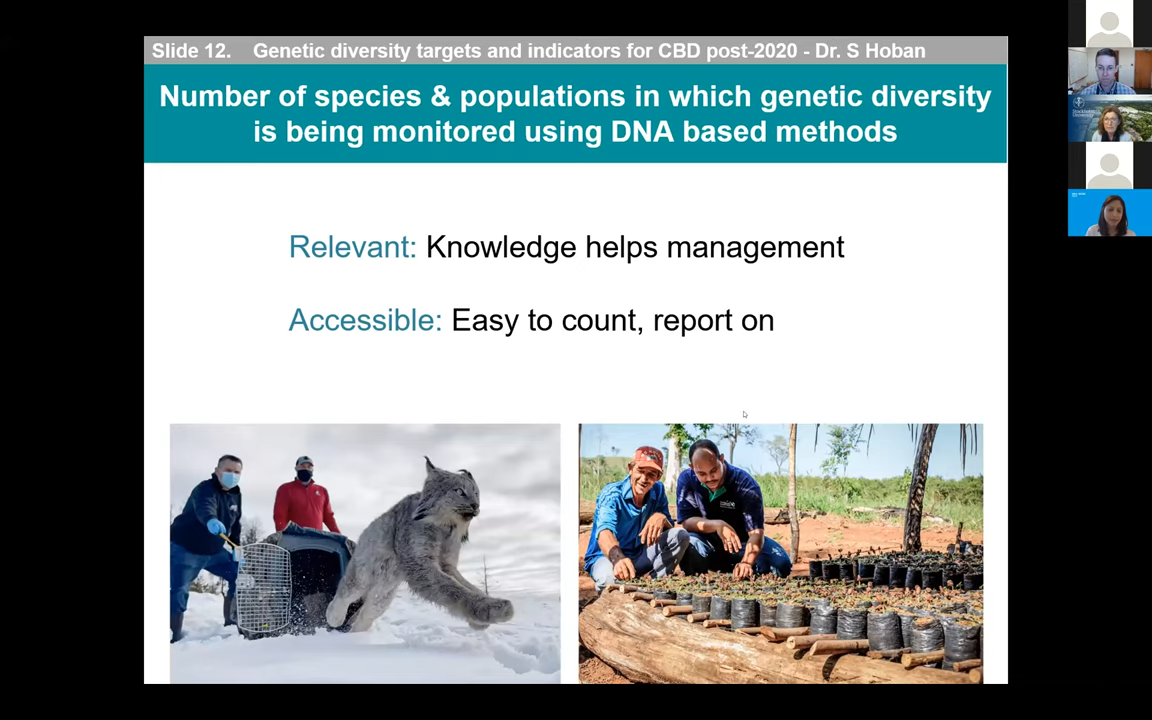 Slide 12. Genetic diversity targets and indicators for CBD post-2020 - Dr. S Hoban
Number of species & populations in which genetic diversity
is being monitored using DNA based methods
Relevant: Knowledge helps management
Accessible: Easy to count, report on
Stockholm
University